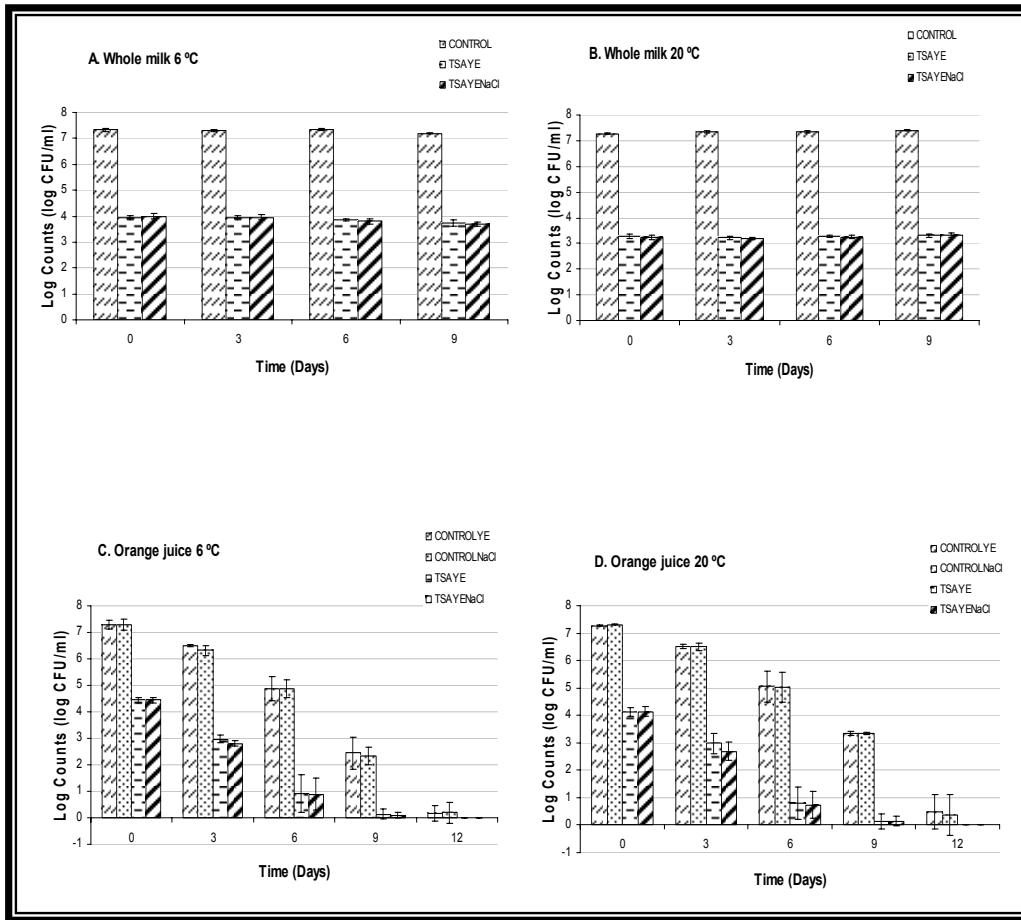 A. Whole milk 6 ºC
CONTROL
TSAYE
TSAYENaCl
Log Counts (log CFU/ml)
8
7
6
5
4
3
2
1
0
0 3 6 9
Time (Days)
B. Whole milk 20 ºC
CONTROL
TSAYE
TSAYENaCl
Log Counts (log CFU/ml)
8
7
6
5
4
3
2
1
0
0 3 6 9
Time (Days)
C. Orange juice 6 ºC
CONTROLYE
CONTROLNaCl
TSAYE
TSAYENaCl
Log Counts (log CFU/ml)
8
7
6
5
4
3
2
1
0
-1
0 3 6 9 12
Time (Days)
D. Orange juice 20 ºC
CONTROLYE
CONTROLNaCl
TSAYE
TSAYENaCl
Log Counts (log CFU/ml)
8
7
6
5
4
3
2
1
0
-1
0 3 6 9 12
Time (Days)